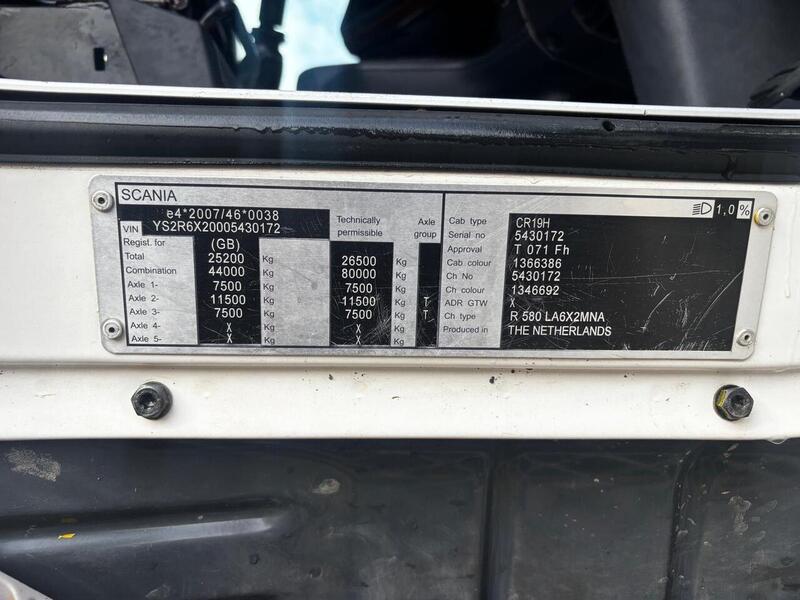 SCANIA
e4*2007/46*0038
VIN YS2R6X20005430172
Technically permissible
Axle group
Regist. for (GB)
Total 25200 Kg 26500 Kg
Combination 44000 Kg 80000 Kg
Axle 1- 7500 Kg 7500 Kg
Axle 2- 11500 Kg 11500 Kg T
Axle 3- 7500 Kg 7500 Kg T
Axle 4- X Kg X Kg
Axle 5- X Kg X Kg
1,0 %
Cab type CR19H
Serial no 5430172
Approval T 071 Fh
Cab colour 1366386
Ch No 5430172
Ch colour 1346692
ADR GTW X
Ch type R 580 LA6X2MNA
Produced in THE NETHERLANDS